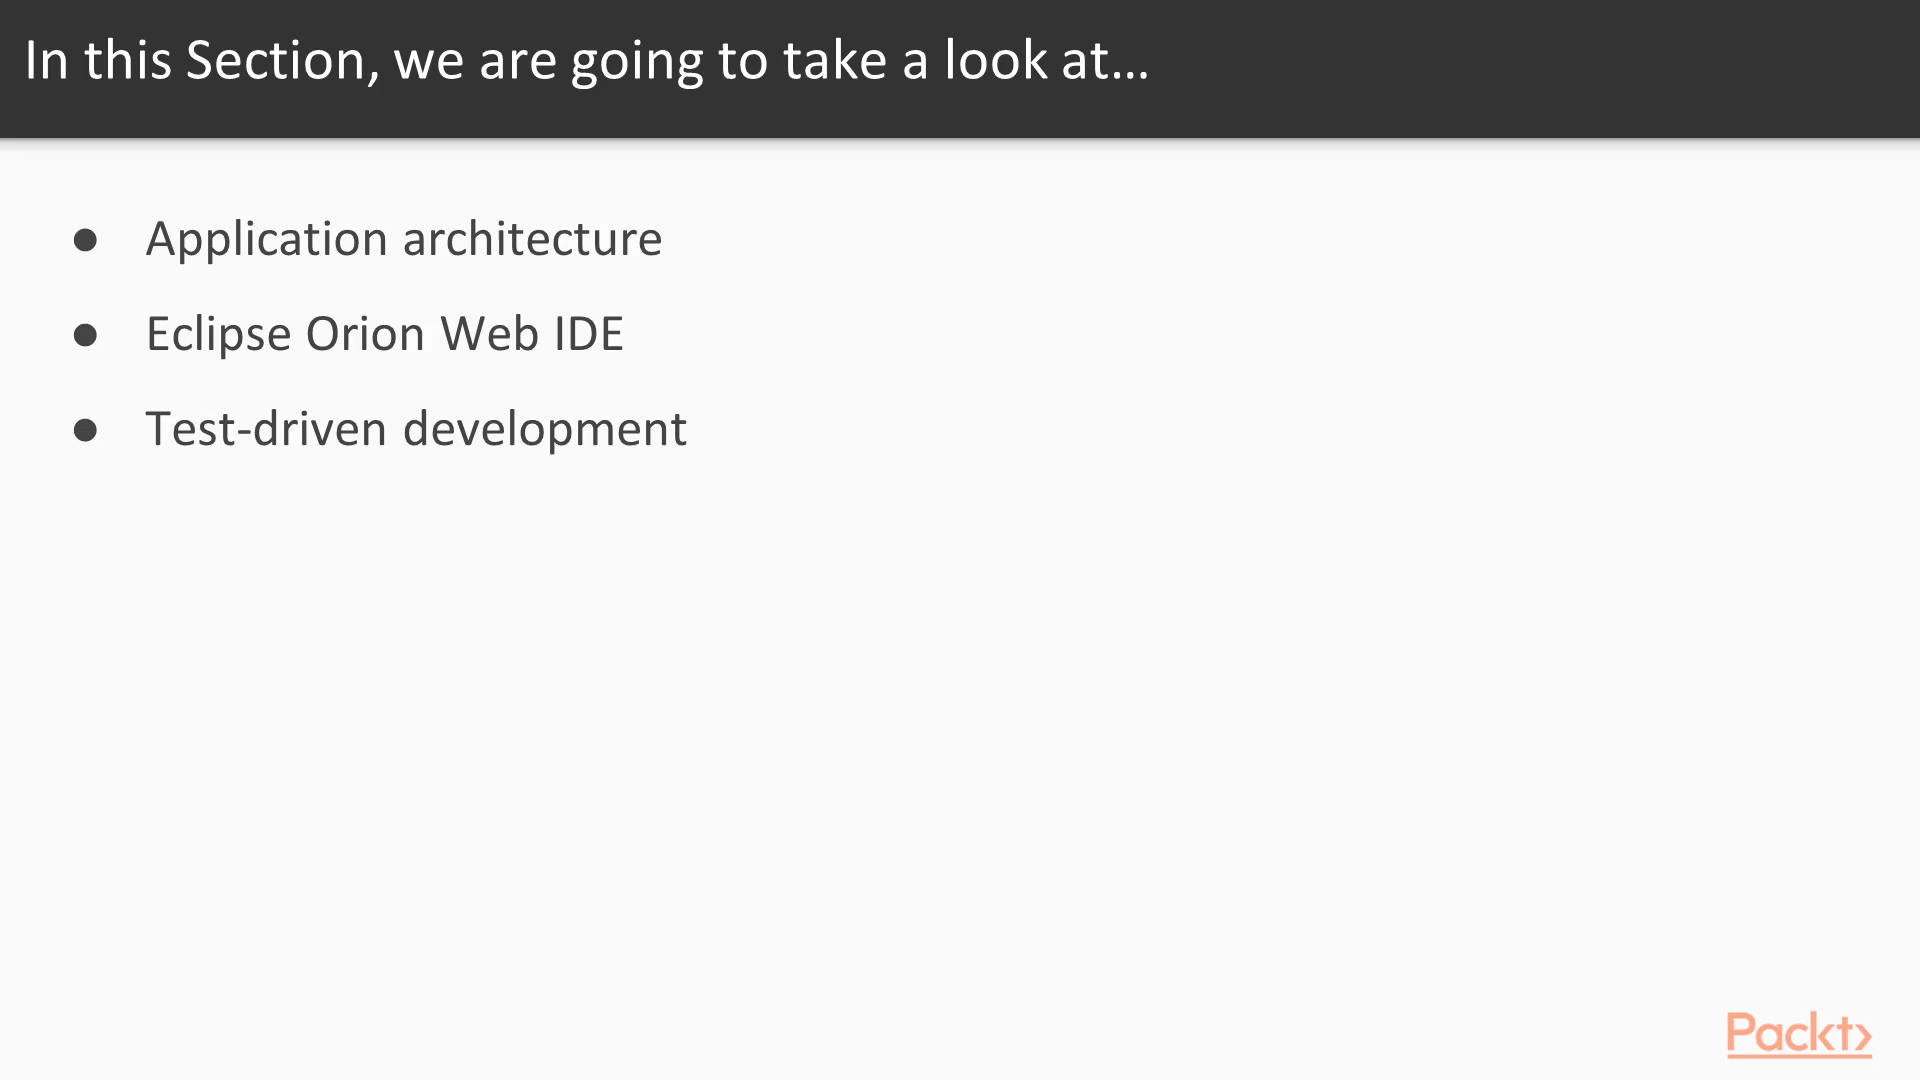 In this Section, we are going to take a look at...
● Application architecture
● Eclipse Orion Web IDE
● Test-driven development
Packt>